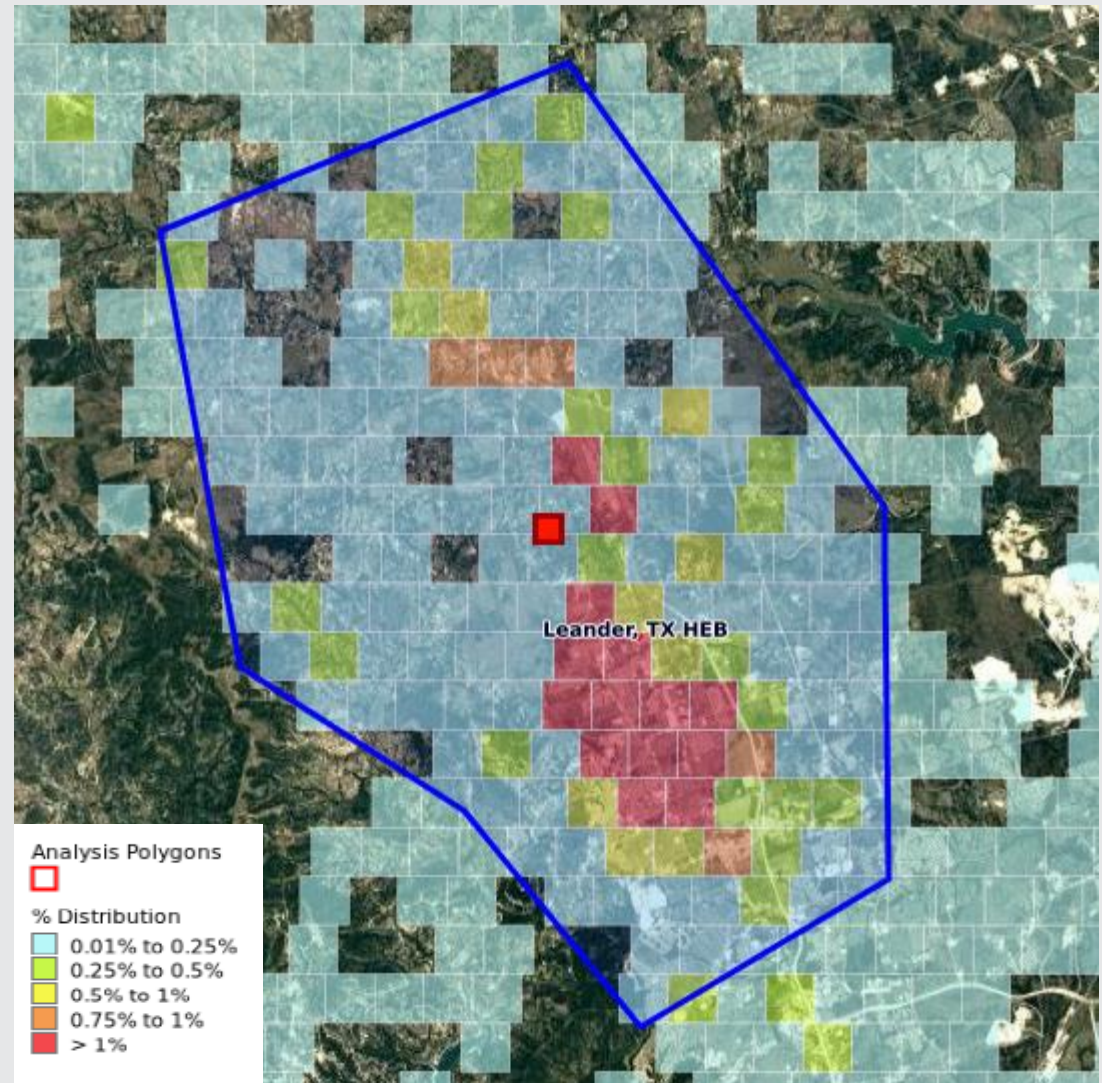 Leander, TX HEB
Analysis Polygons
% Distribution
0.01% to 0.25%
0.25% to 0.5%
0.5% to 1%
0.75% to 1%
> 1%